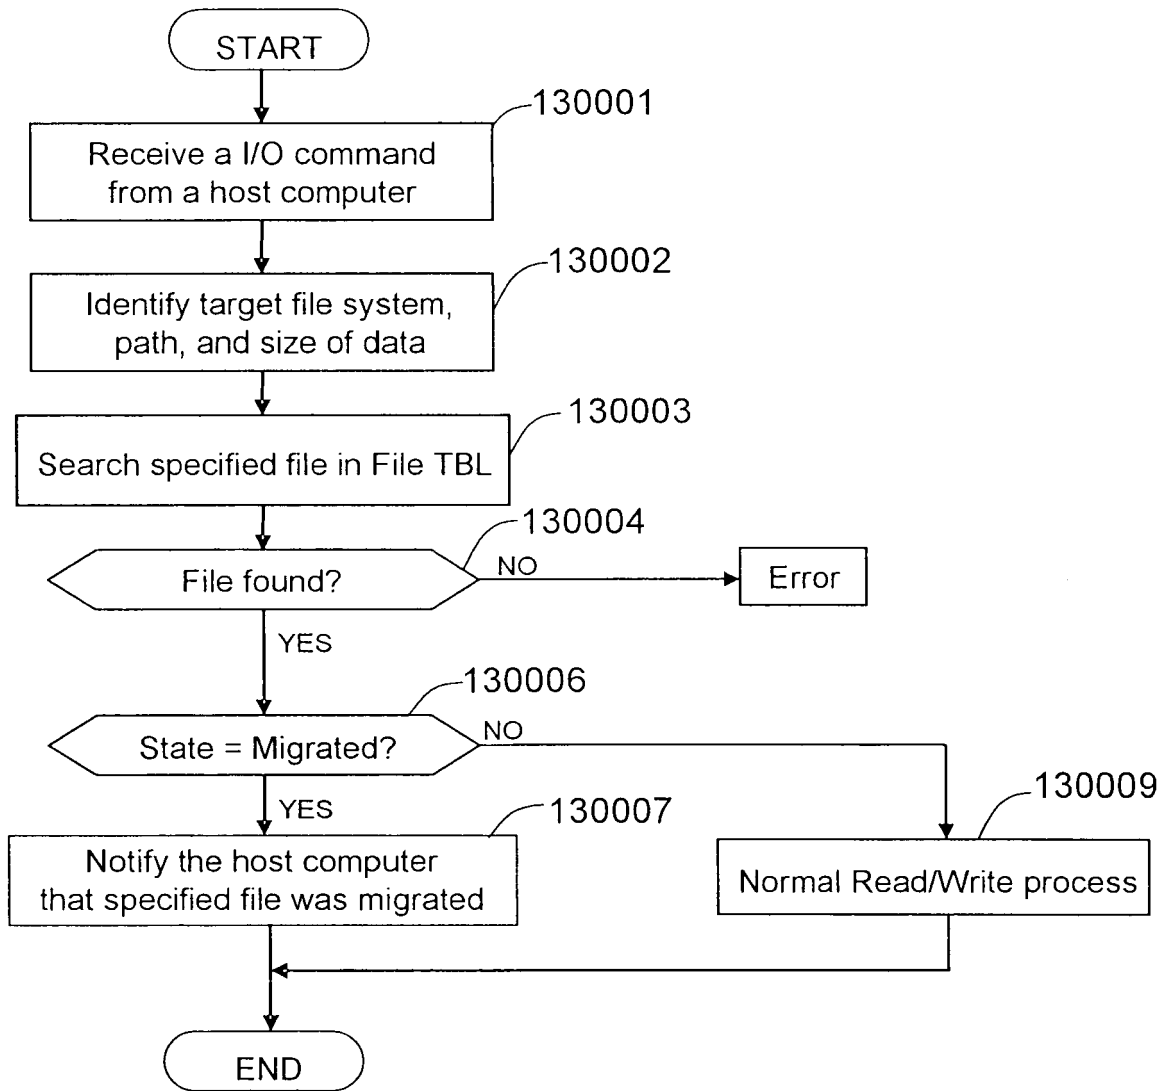 START
130001
Receive a I/O command
from a host computer
130002
Identify target file system,
path, and size of data
130003
Search specified file in File TBL
130004
File found?
NO
Error
YES
130006
State = Migrated?
NO
YES
130007
130009
Notify the host computer
that specified file was migrated
Normal Read/Write process
END